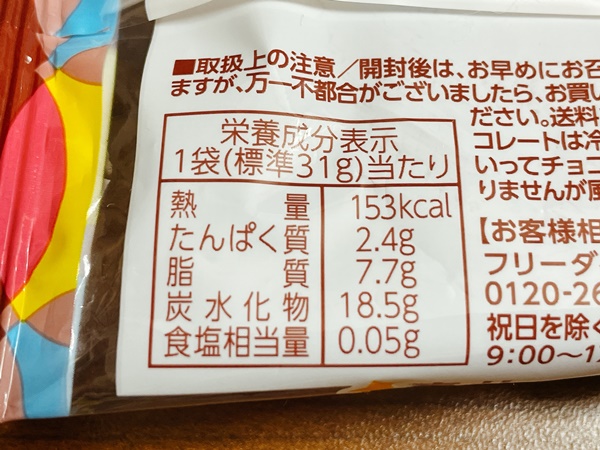 ■取扱上の注意／開封後は、お早めにお召
ますが、万一不都合がございましたら、お買い
ださい。送料
コレートは冷
いってチョコ
りませんが風
栄養成分表示
1袋(標準31g)当たり
熱量 153kcal
たんぱく質 2.4g
脂質 7.7g
炭水化物 18.5g
食塩相当量 0.05g
【お客様相
フリーダ
0120-26
祝日を除く
9:00〜1